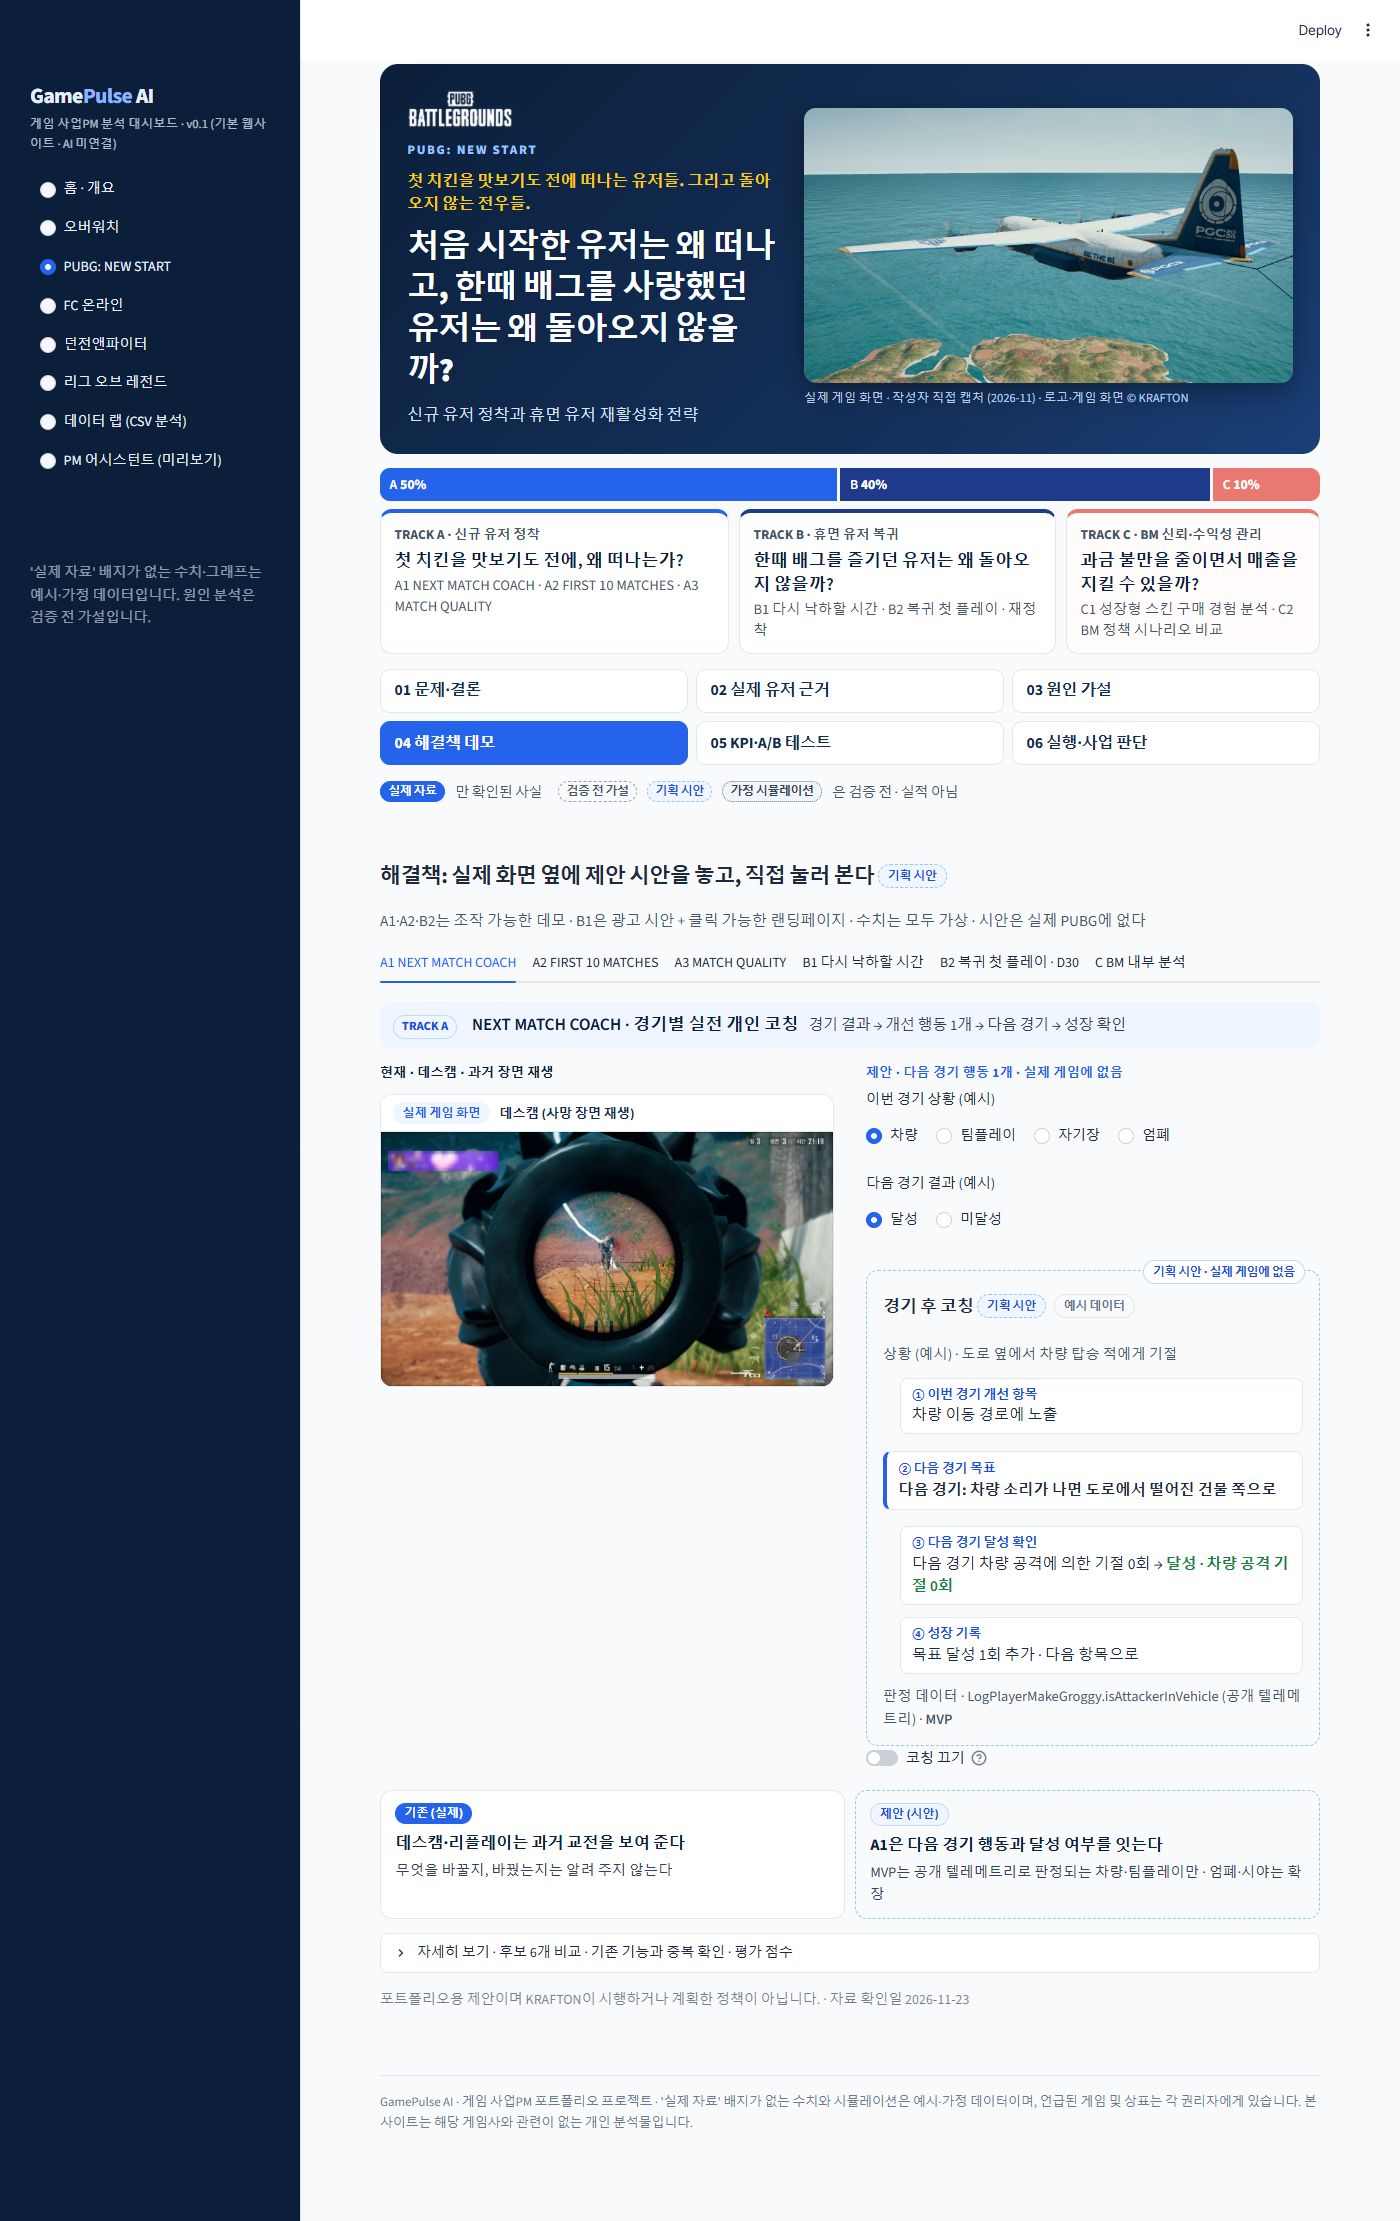 Deploy
GamePulse AI
게임 사업PM 분석 대시보드 · v0.1 (기본 웹사
이트 · AI 미연결)
홈 · 개요
오버워치
PUBG: NEW START
FC 온라인
던전앤파이터
리그 오브 레전드
데이터 랩 (CSV 분석)
PM 어시스턴트 (미리보기)
'실제 자료' 배지가 없는 수치·그래프는
예시·가정 데이터입니다. 원인 분석은
검증 전 가설입니다.
PUBG
BATTLEGROUNDS
PUBG: NEW START
첫 치킨을 맛보기도 전에 떠나는 유저들. 그리고 돌아
오지 않는 전우들.
처음 시작한 유저는 왜 떠나
고, 한때 배그를 사랑했던
유저는 왜 돌아오지 않을
까?
신규 유저 정착과 휴면 유저 재활성화 전략
PGC
BE THE
실제 게임 화면 · 작성자 직접 캡처 (2026-11) · 로고·게임 화면 © KRAFTON
A 50%
B 40%
C 10%
TRACK A · 신규 유저 정착
첫 치킨을 맛보기도 전에, 왜 떠나는가?
A1 NEXT MATCH COACH · A2 FIRST 10 MATCHES · A3
MATCH QUALITY
TRACK B · 휴면 유저 복귀
한때 배그를 즐기던 유저는 왜 돌아오
지 않을까?
B1 다시 낙하할 시간 · B2 복귀 첫 플레이 · 재정
착
TRACK C · BM 신뢰·수익성 관리
과금 불만을 줄이면서 매출을
지킬 수 있을까?
C1 성장형 스킨 구매 경험 분석 · C2
BM 정책 시나리오 비교
01 문제·결론
02 실제 유저 근거
03 원인 가설
04 해결책 데모
05 KPI·A/B 테스트
06 실행·사업 판단
실제 자료 만 확인된 사실 검증 전 가설 기획 시안 가정 시뮬레이션 은 검증 전 · 실적 아님
해결책: 실제 화면 옆에 제안 시안을 놓고, 직접 눌러 본다 기획 시안
A1·A2·B2는 조작 가능한 데모 · B1은 광고 시안 + 클릭 가능한 랜딩페이지 · 수치는 모두 가상 · 시안은 실제 PUBG에 없다
A1 NEXT MATCH COACH
A2 FIRST 10 MATCHES
A3 MATCH QUALITY
B1 다시 낙하할 시간
B2 복귀 첫 플레이 · D30
C BM 내부 분석
TRACK A NEXT MATCH COACH · 경기별 실전 개인 코칭 경기 결과 → 개선 행동 1개 → 다음 경기 → 성장 확인
현재 · 데스캠 · 과거 장면 재생
실제 게임 화면 데스캠 (사망 장면 재생)
21:19
15
제안 · 다음 경기 행동 1개 · 실제 게임에 없음
이번 경기 상황 (예시)
차량 팀플레이 자기장 엄폐
다음 경기 결과 (예시)
달성 미달성
기획 시안 · 실제 게임에 없음
경기 후 코칭 기획 시안 예시 데이터
상황 (예시) · 도로 옆에서 차량 탑승 적에게 기절
① 이번 경기 개선 항목
차량 이동 경로에 노출
② 다음 경기 목표
다음 경기: 차량 소리가 나면 도로에서 떨어진 건물 쪽으로
③ 다음 경기 달성 확인
다음 경기 차량 공격에 의한 기절 0회 → 달성 · 차량 공격 기
절 0회
④ 성장 기록
목표 달성 1회 추가 · 다음 항목으로
판정 데이터 · LogPlayerMakeGroggy.isAttackerInVehicle (공개 텔레메
트리) · MVP
코칭 끄기
기존 (실제)
데스캠·리플레이는 과거 교전을 보여 준다
무엇을 바꿀지, 바꿨는지는 알려 주지 않는다
제안 (시안)
A1은 다음 경기 행동과 달성 여부를 잇는다
MVP는 공개 텔레메트리로 판정되는 차량·팀플레이만 · 엄폐·시야는 확
장
자세히 보기 · 후보 6개 비교 · 기존 기능과 중복 확인 · 평가 점수
포트폴리오용 제안이며 KRAFTON이 시행하거나 계획한 정책이 아닙니다. · 자료 확인일 2026-11-23
GamePulse AI · 게임 사업PM 포트폴리오 프로젝트 · '실제 자료' 배지가 없는 수치와 시뮬레이션은 예시·가정 데이터이며, 언급된 게임 및 상표는 각 권리자에게 있습니다. 본
사이트는 해당 게임사와 관련이 없는 개인 분석물입니다.